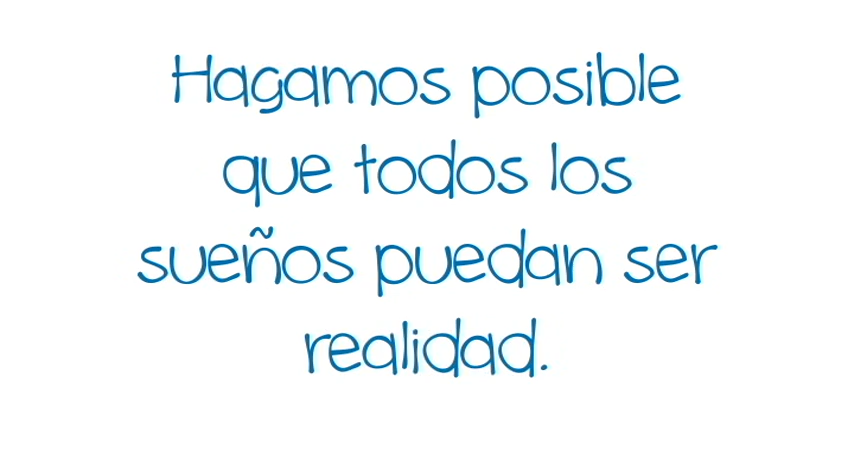 Hagamos posible
que todos los
sueños puedan ser
realidad.